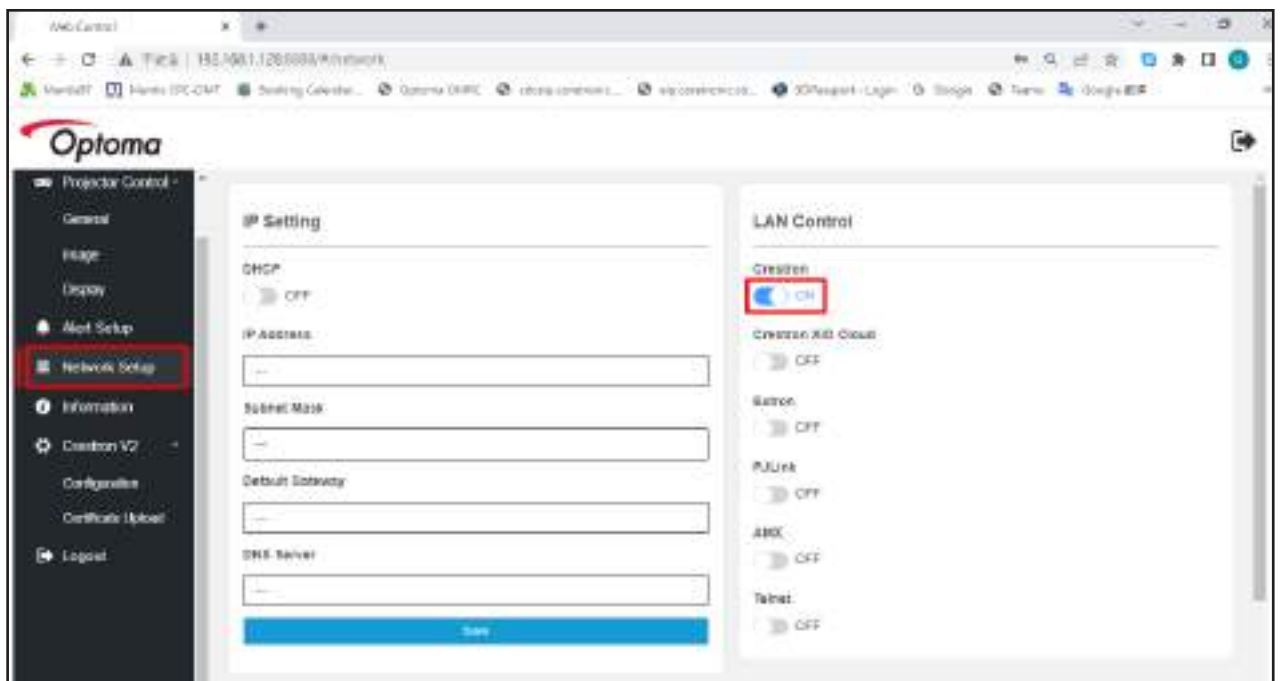 Web Control
Optoma
Projector Control
General
Image
Display
Alert Setup
Network Setup
Information
Crestron V2
Configuration
Certificate Upload
Logout
IP Setting
DHCP
OFF
IP Address
---
Subnet Mask
---
Default Gateway
---
DNS Server
---
Save
LAN Control
Crestron
ON
Crestron XiO Cloud
OFF
Extron
OFF
PJLink
OFF
AMX
OFF
Telnet
OFF